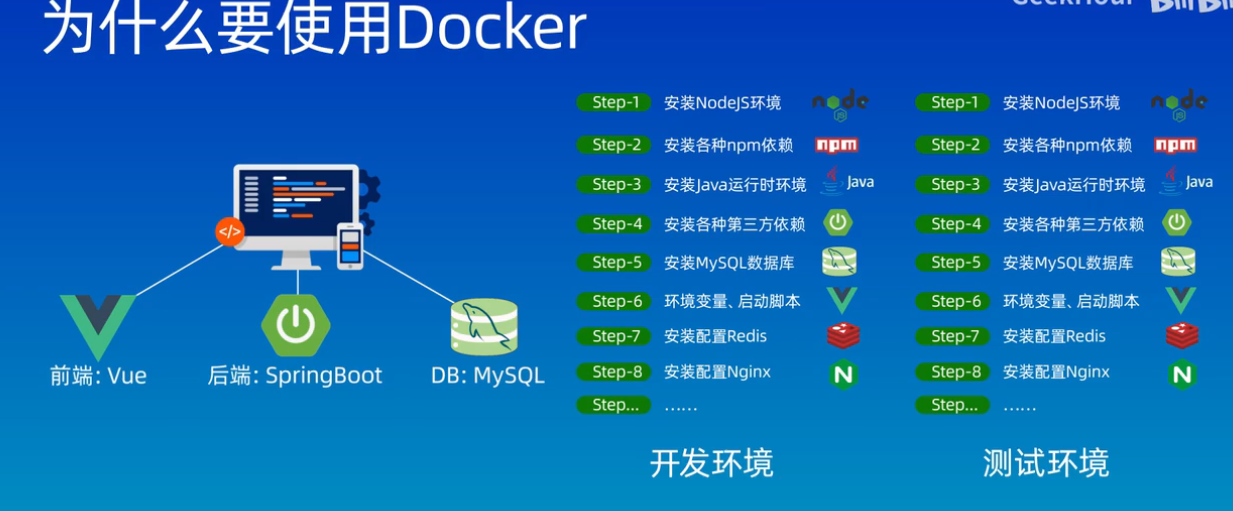 为什么要使用Docker
GeekHour
</>
前端: Vue
后端: SpringBoot
DB: MySQL
Step-1 安装NodeJS环境 node JS
Step-2 安装各种npm依赖 npm
Step-3 安装Java运行时环境 Java
Step-4 安装各种第三方依赖
Step-5 安装MySQL数据库
Step-6 环境变量、启动脚本
Step-7 安装配置Redis
Step-8 安装配置Nginx N
Step... ......
开发环境
Step-1 安装NodeJS环境 node JS
Step-2 安装各种npm依赖 npm
Step-3 安装Java运行时环境 Java
Step-4 安装各种第三方依赖
Step-5 安装MySQL数据库
Step-6 环境变量、启动脚本
Step-7 安装配置Redis
Step-8 安装配置Nginx N
Step... ......
测试环境